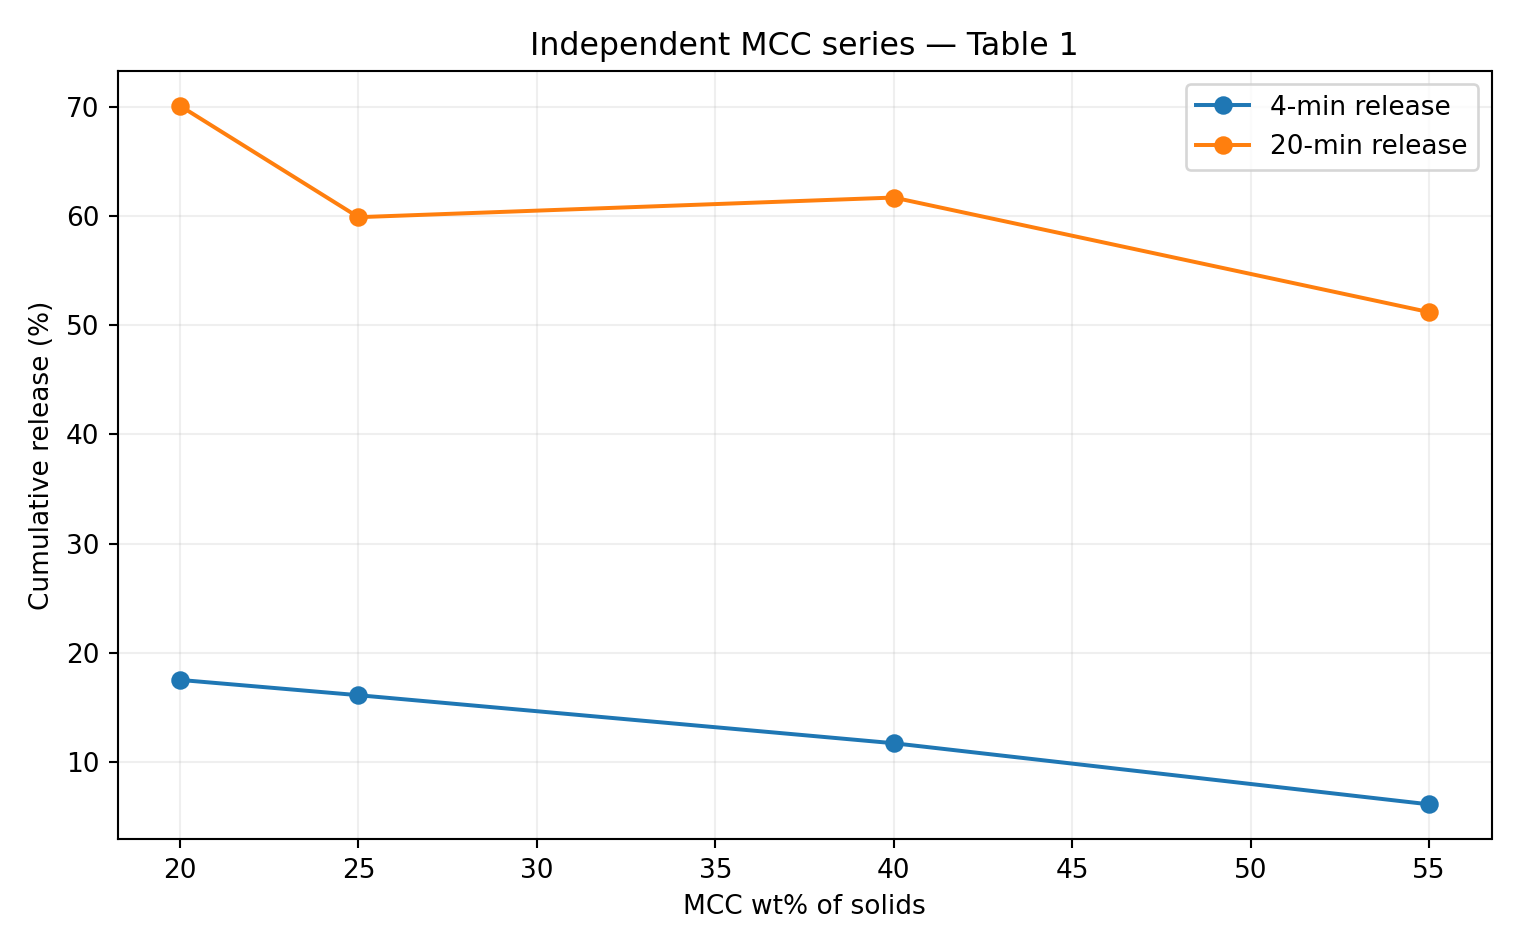 Independent MCC series — Table 1
4-min release
20-min release
Cumulative release (%)
70
60
50
40
30
20
10
20 25 30 35 40 45 50 55
MCC wt% of solids